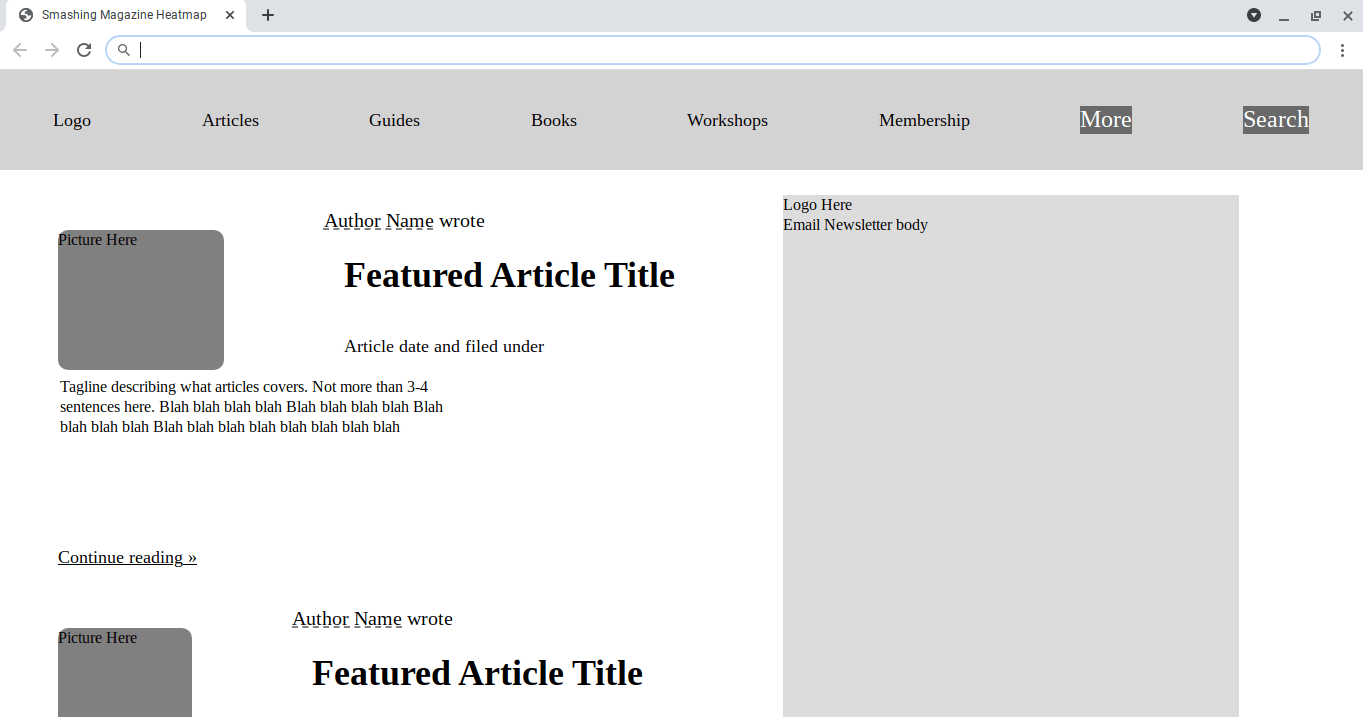 Smashing Magazine Heatmap
Logo Articles Guides Books Workshops Membership More Search
Author Name wrote
Picture Here
Featured Article Title
Article date and filed under
Tagline describing what articles covers. Not more than 3-4
sentences here. Blah blah blah blah Blah blah blah blah Blah
blah blah blah Blah blah blah blah blah blah blah blah
Continue reading »
Author Name wrote
Picture Here
Featured Article Title
Logo Here
Email Newsletter body